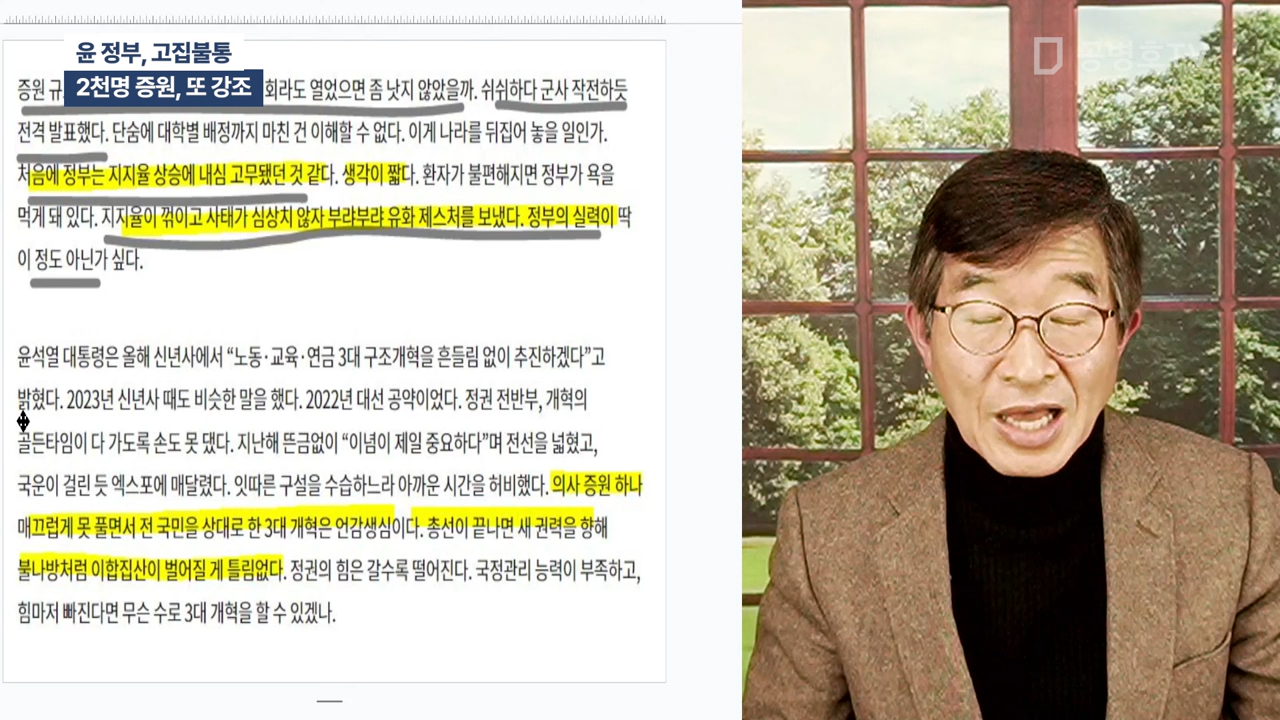 윤 정부, 고집불통
2천명 증원, 또 강조
공병호TV
증원 규 회라도 열었으면 좀 낫지 않았을까. 쉬쉬하다 군사 작전하듯
전격 발표했다. 단숨에 대학별 배정까지 마친 건 이해할 수 없다. 이게 나라를 뒤집어 놓을 일인가.
처음에 정부는 지지율 상승에 내심 고무됐던 것 같다. 생각이 짧다. 환자가 불편해지면 정부가 욕을
먹게 돼 있다. 지지율이 꺾이고 사태가 심상치 않자 부랴부랴 유화 제스처를 보냈다. 정부의 실력이 딱
이 정도 아닌가 싶다.
윤석열 대통령은 올해 신년사에서 “노동·교육·연금 3대 구조개혁을 흔들림 없이 추진하겠다”고
밝혔다. 2023년 신년사 때도 비슷한 말을 했다. 2022년 대선 공약이었다. 정권 전반부, 개혁의
골든타임이 다 가도록 손도 못 댔다. 지난해 뜬금없이 “이념이 제일 중요하다”며 전선을 넓혔고,
국운이 걸린 듯 엑스포에 매달렸다. 잇따른 구설을 수습하느라 아까운 시간을 허비했다. 의사 증원 하나
매끄럽게 못 풀면서 전 국민을 상대로 한 3대 개혁은 언감생심이다. 총선이 끝나면 새 권력을 향해
불나방처럼 이합집산이 벌어질 게 틀림없다. 정권의 힘은 갈수록 떨어진다. 국정관리 능력이 부족하고,
힘마저 빠진다면 무슨 수로 3대 개혁을 할 수 있겠나.